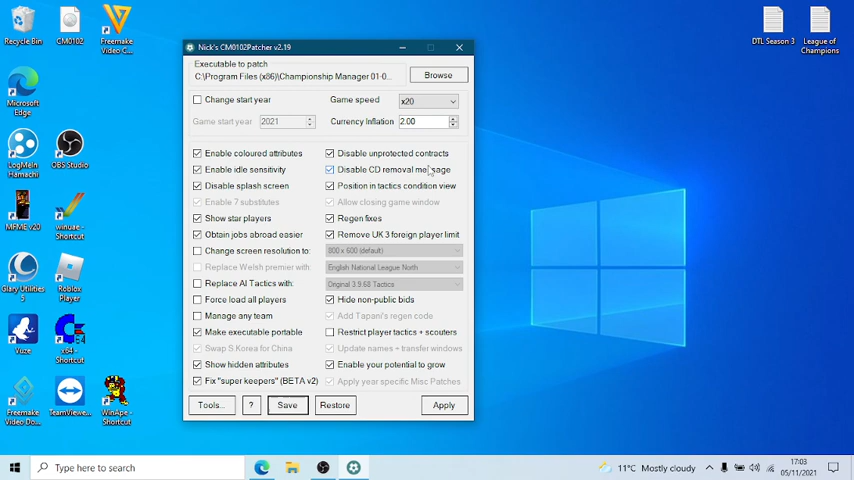 Nick's CM0102Patcher v2.19
Executable to patch
C:\Program Files (x86)\Championship Manager 01-0...
Browse
Change start year
Game speed
x20
Game start year
2021
Currency Inflation
2.00
Enable coloured attributes
Disable unprotected contracts
Enable idle sensitivity
Disable CD removal message
Disable splash screen
Position in tactics condition view
Enable 7 substitutes
Allow closing game window
Show star players
Regen fixes
Obtain jobs abroad easier
Remove UK 3 foreign player limit
Change screen resolution to:
800 x 600 (default)
Replace Welsh premier with:
English National League North
Replace AI Tactics with:
Original 3.9.68 Tactics
Force load all players
Hide non-public bids
Manage any team
Add Tapani's regen code
Make executable portable
Restrict player tactics + scouters
Swap S.Korea for China
Update names + transfer windows
Show hidden attributes
Enable your potential to grow
Fix "super keepers" (BETA v2)
Apply year specific Misc Patches
Tools...
?
Save
Restore
Apply
Recycle Bin
CM0102
Freemake
Video C...
Microsoft
Edge
LogMeIn
Hamachi
OBS Studio
MFME v20
winuae -
Shortcut
Glary Utilities
5
Roblox
Player
Vuze
x64 -
Shortcut
Freemake
Video Do...
TeamViewe...
WinApe -
Shortcut
DTL Season 3
League of
Champions
Type here to search
11°C Mostly cloudy
17:03
05/11/2021